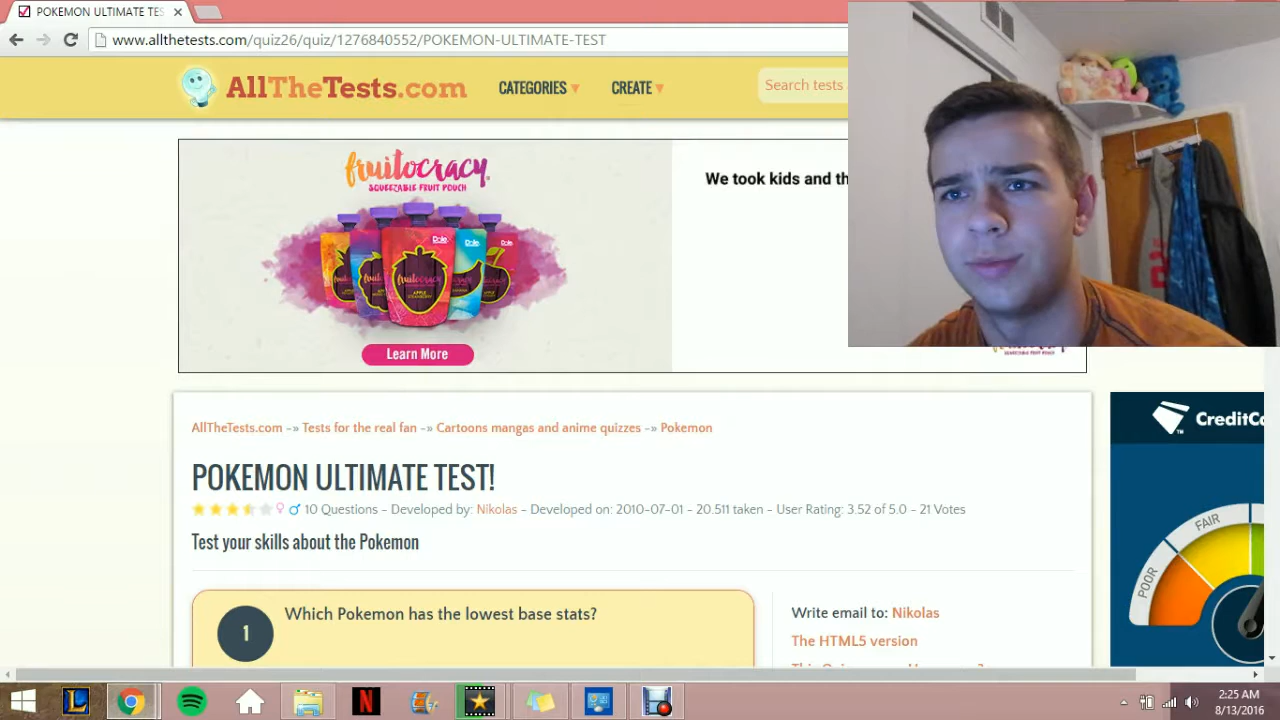 POKEMON ULTIMATE TES
www.allthetests.com/quiz26/quiz/1276840552/POKEMON-ULTIMATE-TEST
AllTheTests.com
CATEGORIES
CREATE
Search tests
fruitocracy
SQUEEZABLE FRUIT POUCH
We took kids and th
Learn More
CreditCa
AllTheTests.com -» Tests for the real fan -» Cartoons mangas and anime quizzes -» Pokemon
POKEMON ULTIMATE TEST!
10 Questions - Developed by: Nikolas - Developed on: 2010-07-01 - 20.511 taken - User Rating: 3.52 of 5.0 - 21 Votes
Test your skills about the Pokemon
FAIR
POOR
1
Which Pokemon has the lowest base stats?
Write email to: Nikolas
The HTML5 version
2:25 AM
8/13/2016